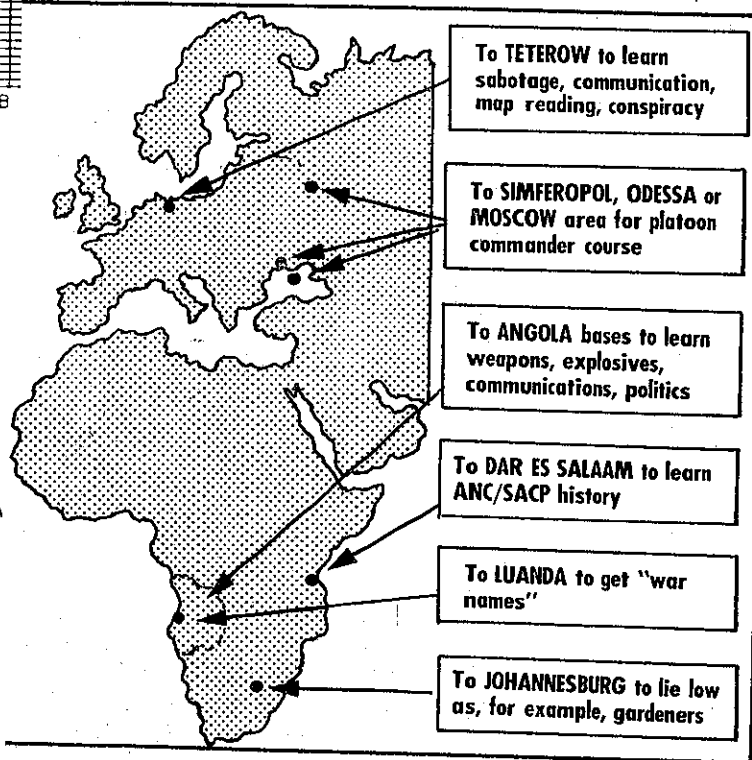 B
To TETEROW to learn
sabotage, communication,
map reading, conspiracy
To SIMFEROPOL, ODESSA or
MOSCOW area for platoon
commander course
To ANGOLA bases to learn
weapons, explosives,
communications, politics
To DAR ES SALAAM to learn
ANC/SACP history
To LUANDA to get "war
names"
To JOHANNESBURG to lie low
as, for example, gardeners